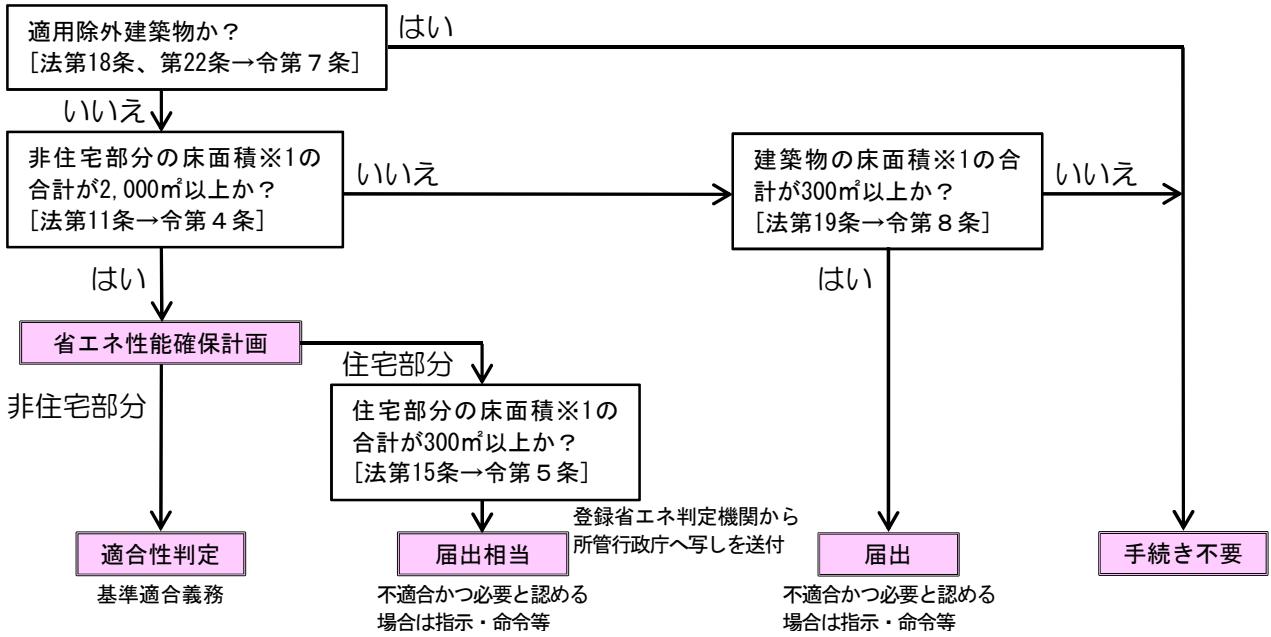 適用除外建築物か？
[法第18条、第22条→令第７条]
はい
いいえ
非住宅部分の床面積※1の
合計が2,000㎡以上か？
[法第11条→令第４条]
いいえ
建築物の床面積※1の合
計が300㎡以上か？
[法第19条→令第８条]
いいえ
はい
はい
省エネ性能確保計画
住宅部分
非住宅部分
住宅部分の床面積※1の
合計が300㎡以上か？
[法第15条→令第５条]
登録省エネ判定機関から
所管行政庁へ写しを送付
適合性判定
基準適合義務
届出相当
不適合かつ必要と認める
場合は指示・命令等
届出
不適合かつ必要と認める
場合は指示・命令等
手続き不要